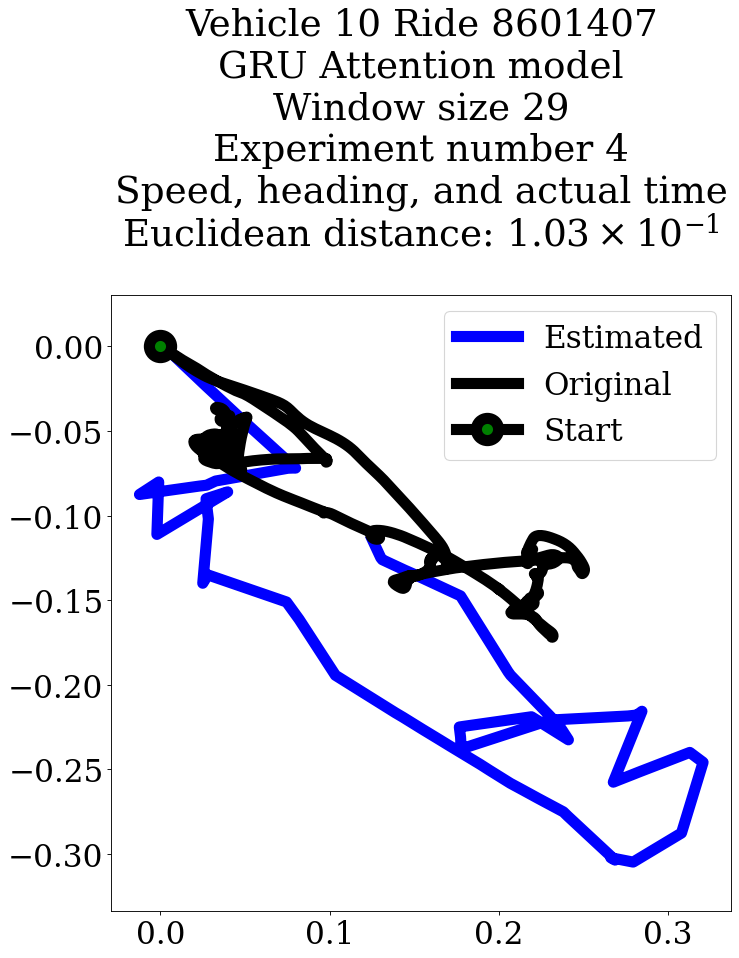 Vehicle 10 Ride 8601407
GRU Attention model
Window size 29
Experiment number 4
Speed, heading, and actual time
Euclidean distance: 1.03 × 10⁻¹
Estimated
Original
Start
0.00
−0.05
−0.10
−0.15
−0.20
−0.25
−0.30
0.0 0.1 0.2 0.3